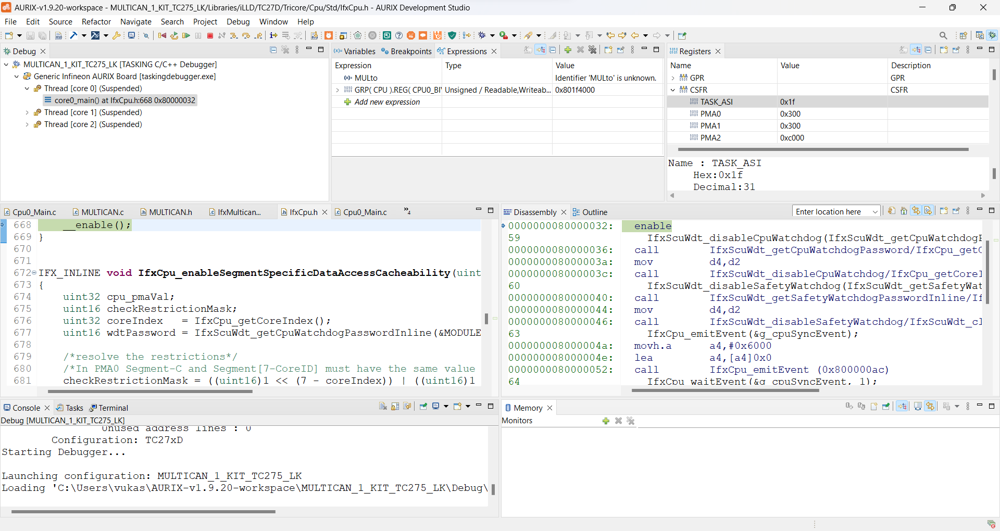 AURIX-v1.9.20-workspace - MULTICAN_1_KIT_TC275_LK/Libraries/iLLD/TC27D/Tricore/Cpu/Std/IfxCpu.h - AURIX Development Studio
File Edit Source Refactor Navigate Search Project Debug Window Help
Debug
MULTICAN_1_KIT_TC275_LK [TASKING C/C++ Debugger]
Generic Infineon AURIX Board [taskingdebugger.exe]
Thread [core 0] (Suspended)
core0_main() at IfxCpu.h:668 0x80000032
Thread [core 1] (Suspended)
Thread [core 2] (Suspended)
(x)= Variables Breakpoints Expressions
Expression Type Value
(x)= MULto Identifier 'MULto' is unknown.
GRP( CPU ).REG( CPU0_BIV Unsigned / Readable,Writeab... 0x801f4000
Add new expression
Registers
Name Value Description
GPR GPR
CSFR CSFR
TASK_ASI 0x1f
PMA0 0x300
PMA1 0x300
PMA2 0xc000
Name : TASK_ASI
Hex:0x1f
Decimal:31
Cpu0_Main.c MULTICAN.c MULTICAN.h IfxMultican... IfxCpu.h Cpu0_Main.c »4
668 __enable();
669 }
670
671
672 IFX_INLINE void IfxCpu_enableSegmentSpecificDataAccessCacheability(uint
673 {
674 uint32 cpu_pmaVal;
675 uint16 checkRestrictionMask;
676 uint32 coreIndex = IfxCpu_getCoreIndex();
677 uint16 wdtPassword = IfxScuWdt_getCpuWatchdogPasswordInline(&MODULE
678
679 /*resolve the restrictions*/
680 /*In PMA0 Segment-C and Segment[7-CoreID] must have the same value
681 checkRestrictionMask = ((uint16)1 << (7 - coreIndex)) | ((uint16)1
Disassembly Outline
Enter location here
0000000080000032: enable
59 IfxScuWdt_disableCpuWatchdog(IfxScuWdt_getCpuWatchdogP
0000000080000036: call IfxScuWdt_getCpuWatchdogPassword/IfxCpu_getC
000000008000003a: mov d4,d2
000000008000003c: call IfxScuWdt_disableCpuWatchdog/IfxCpu_getCoreI
60 IfxScuWdt_disableSafetyWatchdog(IfxScuWdt_getSafetyWat
0000000080000040: call IfxScuWdt_getSafetyWatchdogPasswordInline/If
0000000080000044: mov d4,d2
0000000080000046: call IfxScuWdt_disableSafetyWatchdog/IfxScuWdt_cl
63 IfxCpu_emitEvent(&g_cpuSyncEvent);
000000008000004a: movh.a a4,#0x6000
000000008000004e: lea a4,[a4]0x0
0000000080000052: call IfxCpu_emitEvent (0x800000ac)
64 IfxCpu_waitEvent(&g_cpuSyncEvent, 1);
Console Tasks Terminal
Debug [MULTICAN_1_KIT_TC275_LK]
Unused address lines : 0
Configuration: TC27xD
Starting Debugger...
Launching configuration: MULTICAN_1_KIT_TC275_LK
Loading 'C:\Users\vukas\AURIX-v1.9.20-workspace\MULTICAN_1_KIT_TC275_LK\Debug\
Memory
Monitors